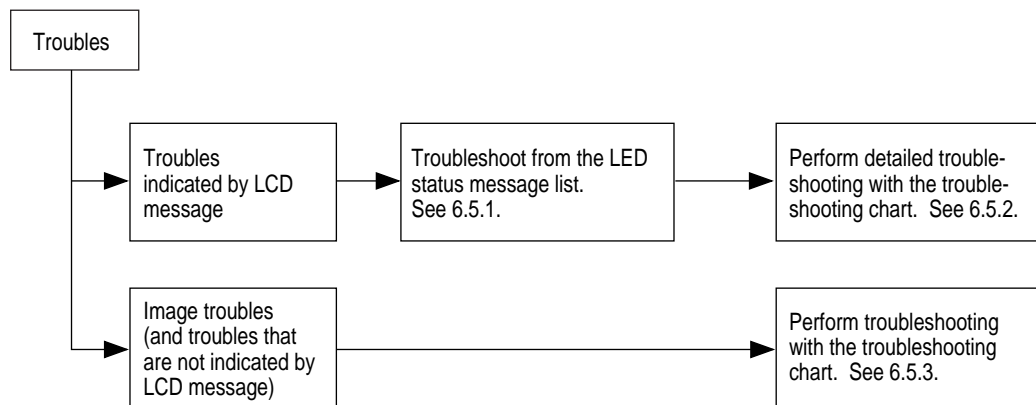 Troubles
Troubles
indicated by LCD
message
Troubleshoot from the LED
status message list.
See 6.5.1.
Perform detailed trouble-
shooting with the trouble-
shooting chart.  See 6.5.2.
Image troubles
(and troubles that
are not indicated by
LCD message)
Perform troubleshooting
with the troubleshooting
chart.  See 6.5.3.